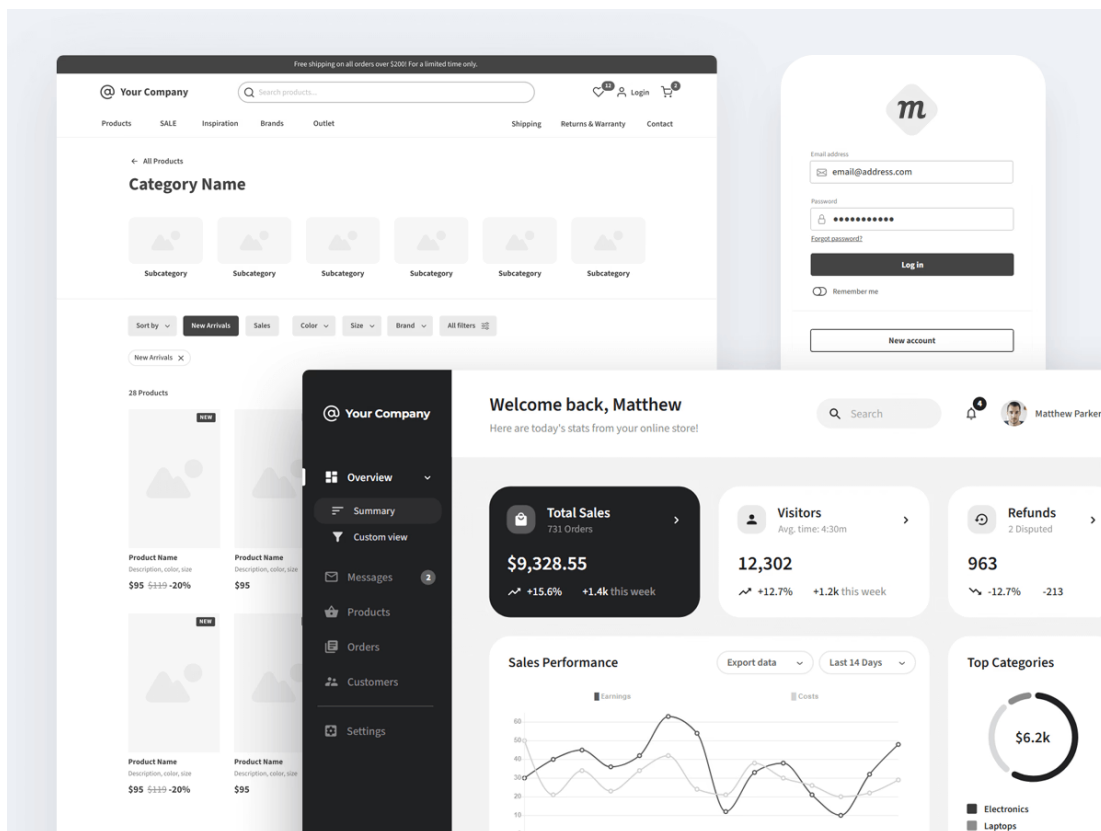 Free shipping on all orders over $200! For a limited time only.
@ Your Company
Search products...
12
Login
2
Products SALE Inspiration Brands Outlet
Shipping Returns & Warranty Contact
← All Products
Category Name
Subcategory Subcategory Subcategory Subcategory Subcategory Subcategory
Sort by New Arrivals Sales Color Size Brand All filters
New Arrivals X
28 Products
NEW
Product Name
Description, color, size
$95 $119 -20%
Product Name
Description, color, size
$95
NEW
Product Name
Description, color, size
$95 $119 -20%
Product Name
Description, color, size
$95
m
Email address
email@address.com
Password
Forgot password?
Log in
Remember me
New account
@ Your Company
Overview
Summary
Custom view
Messages 2
Products
Orders
Customers
Settings
Welcome back, Matthew
Here are today's stats from your online store!
Search
4
Matthew Parker
Total Sales
731 Orders
$9,328.55
+15.6% +1.4k this week
Visitors
Avg. time: 4:30m
12,302
+12.7% +1.2k this week
Refunds
2 Disputed
963
-12.7% -213
Sales Performance
Export data
Last 14 Days
Earnings Costs
60
50
40
30
20
10
Top Categories
$6.2k
Electronics
Laptops